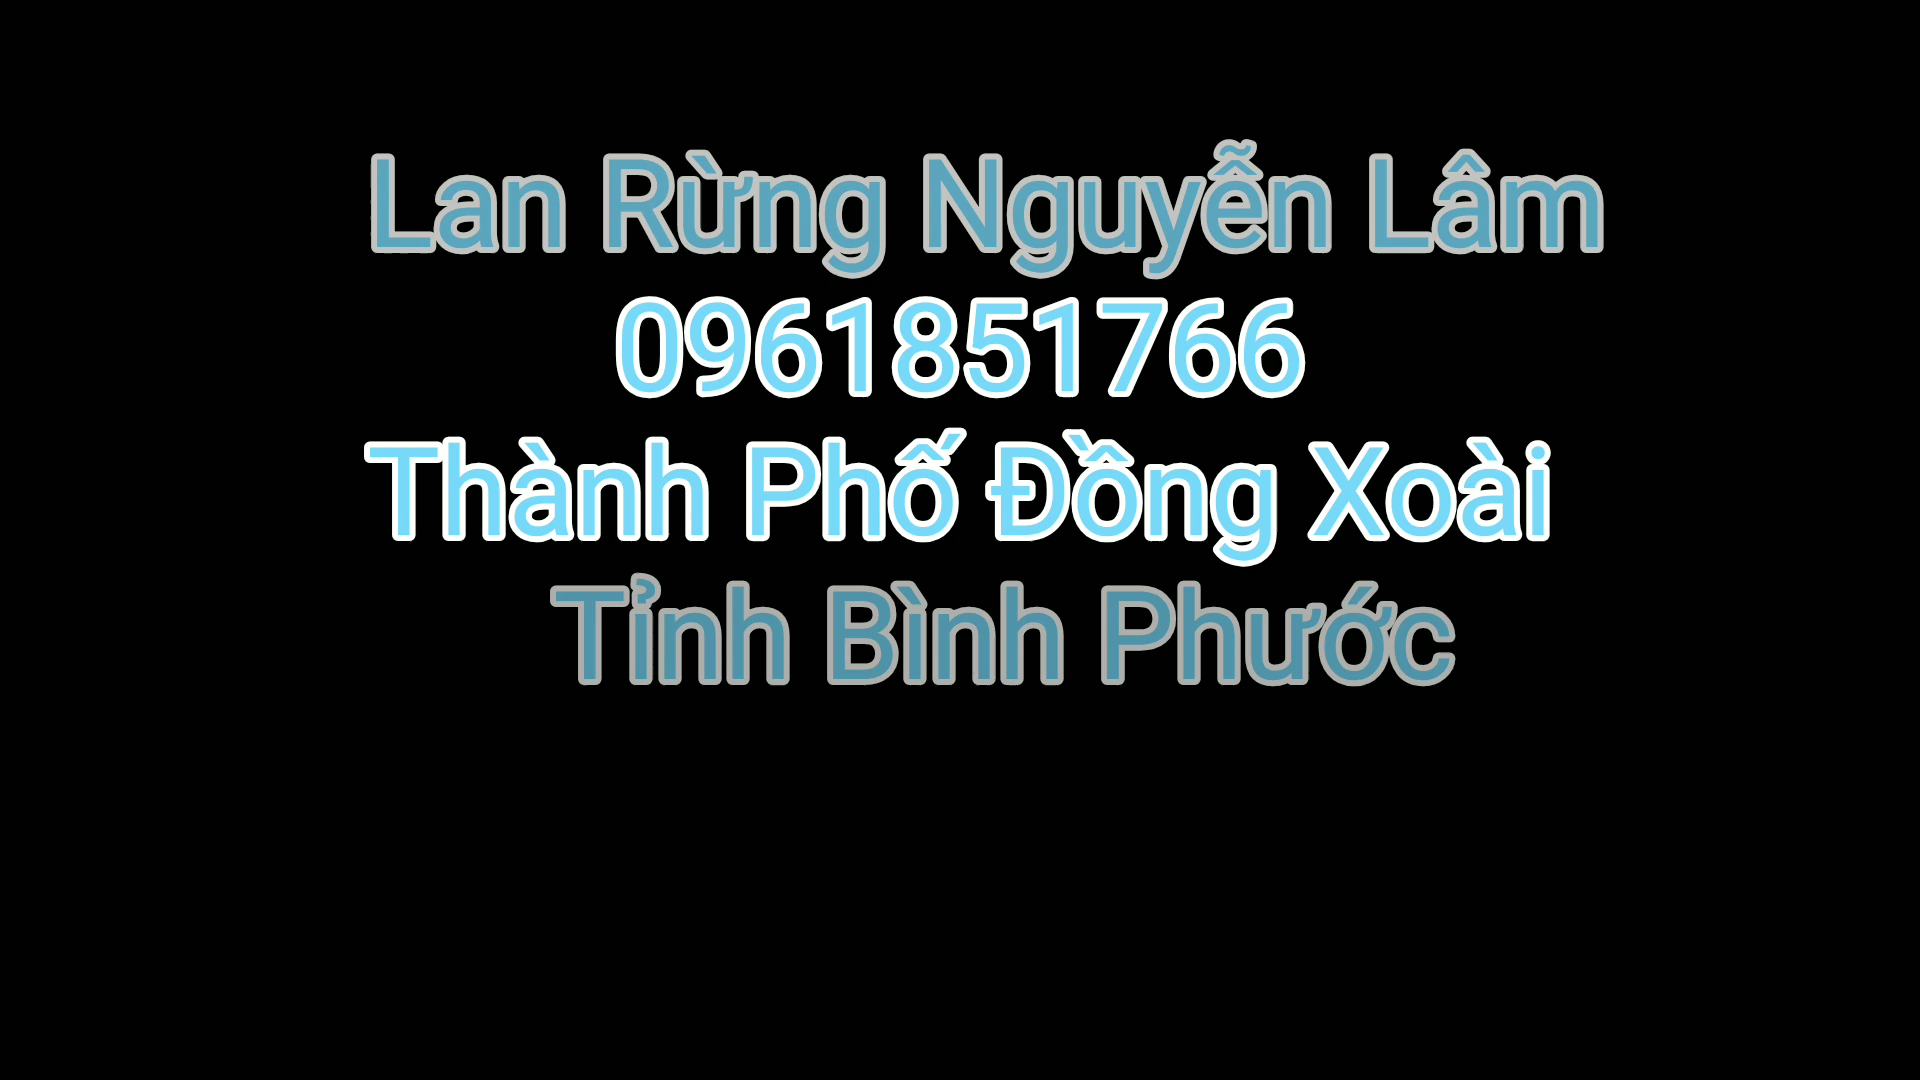 Lan Rừng Nguyễn Lâm
0961851766
Thành Phố Đồng Xoài
Tỉnh Bình Phước